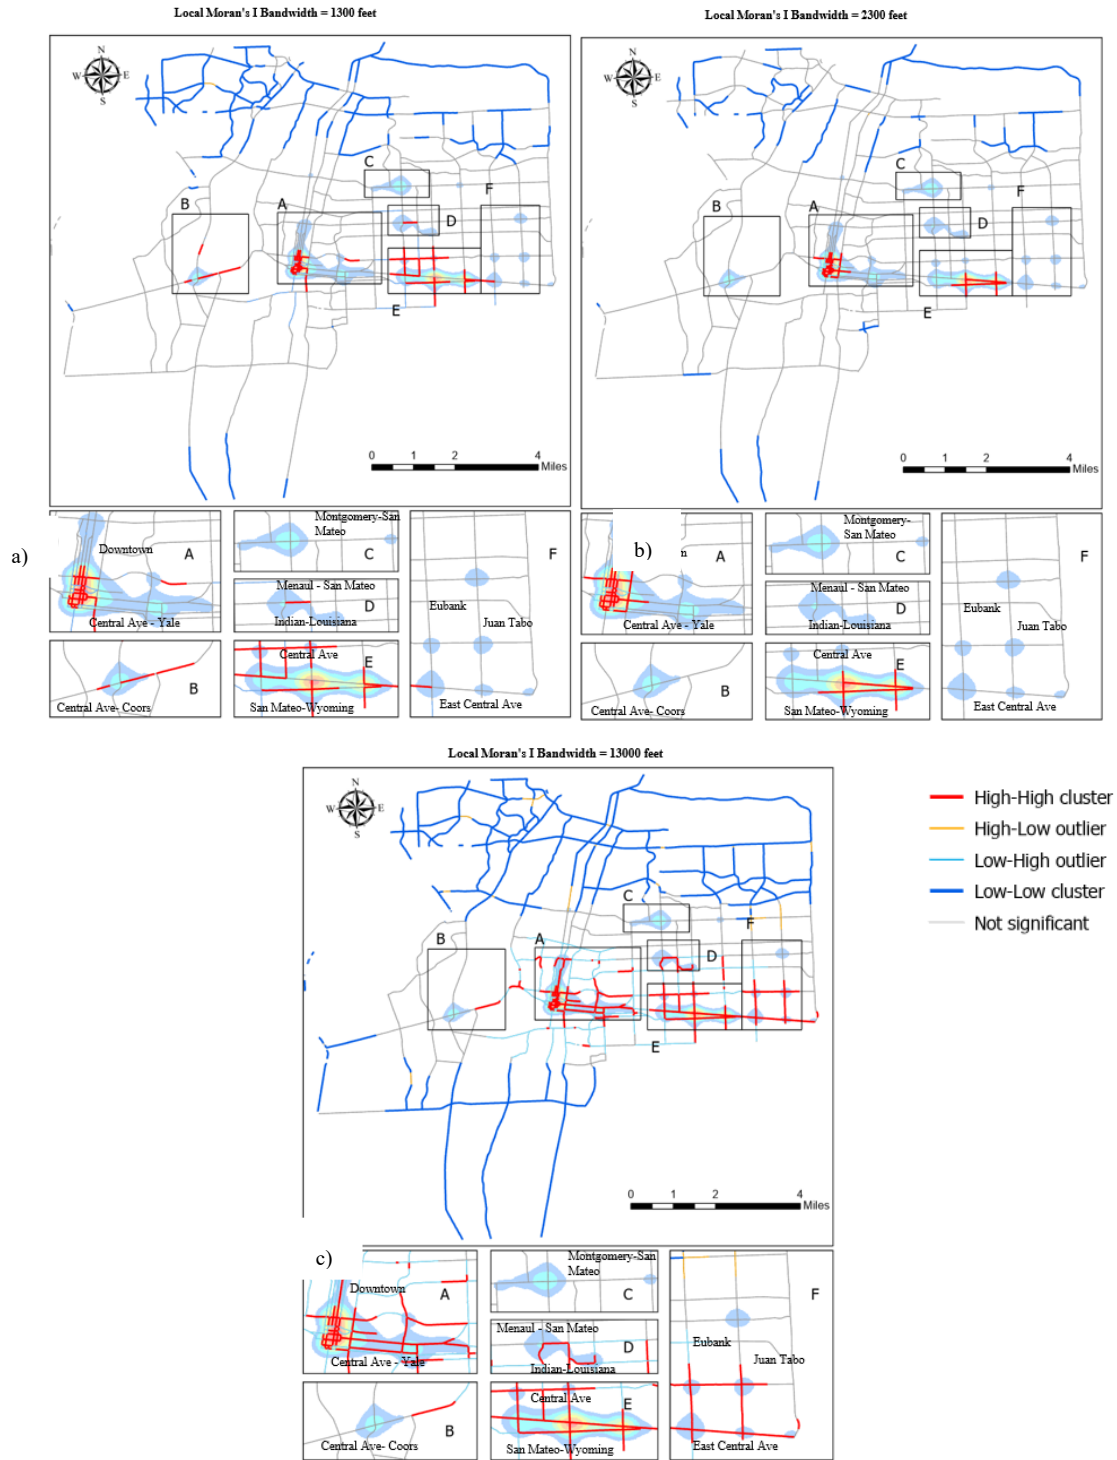 Local Moran's I Bandwidth = 1300 feet
Local Moran's I Bandwidth = 2300 feet
N
W E
S
C
B
A
F
D
E
0 1 2 4
Miles
N
W E
S
C
B
A
F
D
E
0 1 2 4
Miles
a)
Downtown
A
Central Ave - Yale
Montgomery-San
Mateo
C
F
Menaul - San Mateo
D
Indian-Louisiana
Eubank
Juan Tabo
Central Ave- Coors
B
Central Ave
E
San Mateo-Wyoming
East Central Ave
b)
A
Central Ave - Yale
Montgomery-
San Mateo
C
F
Menaul - San Mateo
D
Indian-Louisiana
Eubank
Juan Tabo
Central Ave- Coors
B
Central Ave
E
San Mateo-Wyoming
East Central Ave
Local Moran's I Bandwidth = 13000 feet
N
W E
S
C
B
A
F
D
E
0 1 2 4
Miles
High-High cluster
High-Low outlier
Low-High outlier
Low-Low cluster
Not significant
c)
Downtown
A
Central Ave - Yale
Montgomery-San
Mateo
C
F
Menaul - San Mateo
D
Indian-Louisiana
Eubank
Juan Tabo
Central Ave- Coors
B
Central Ave
E
San Mateo-Wyoming
East Central Ave